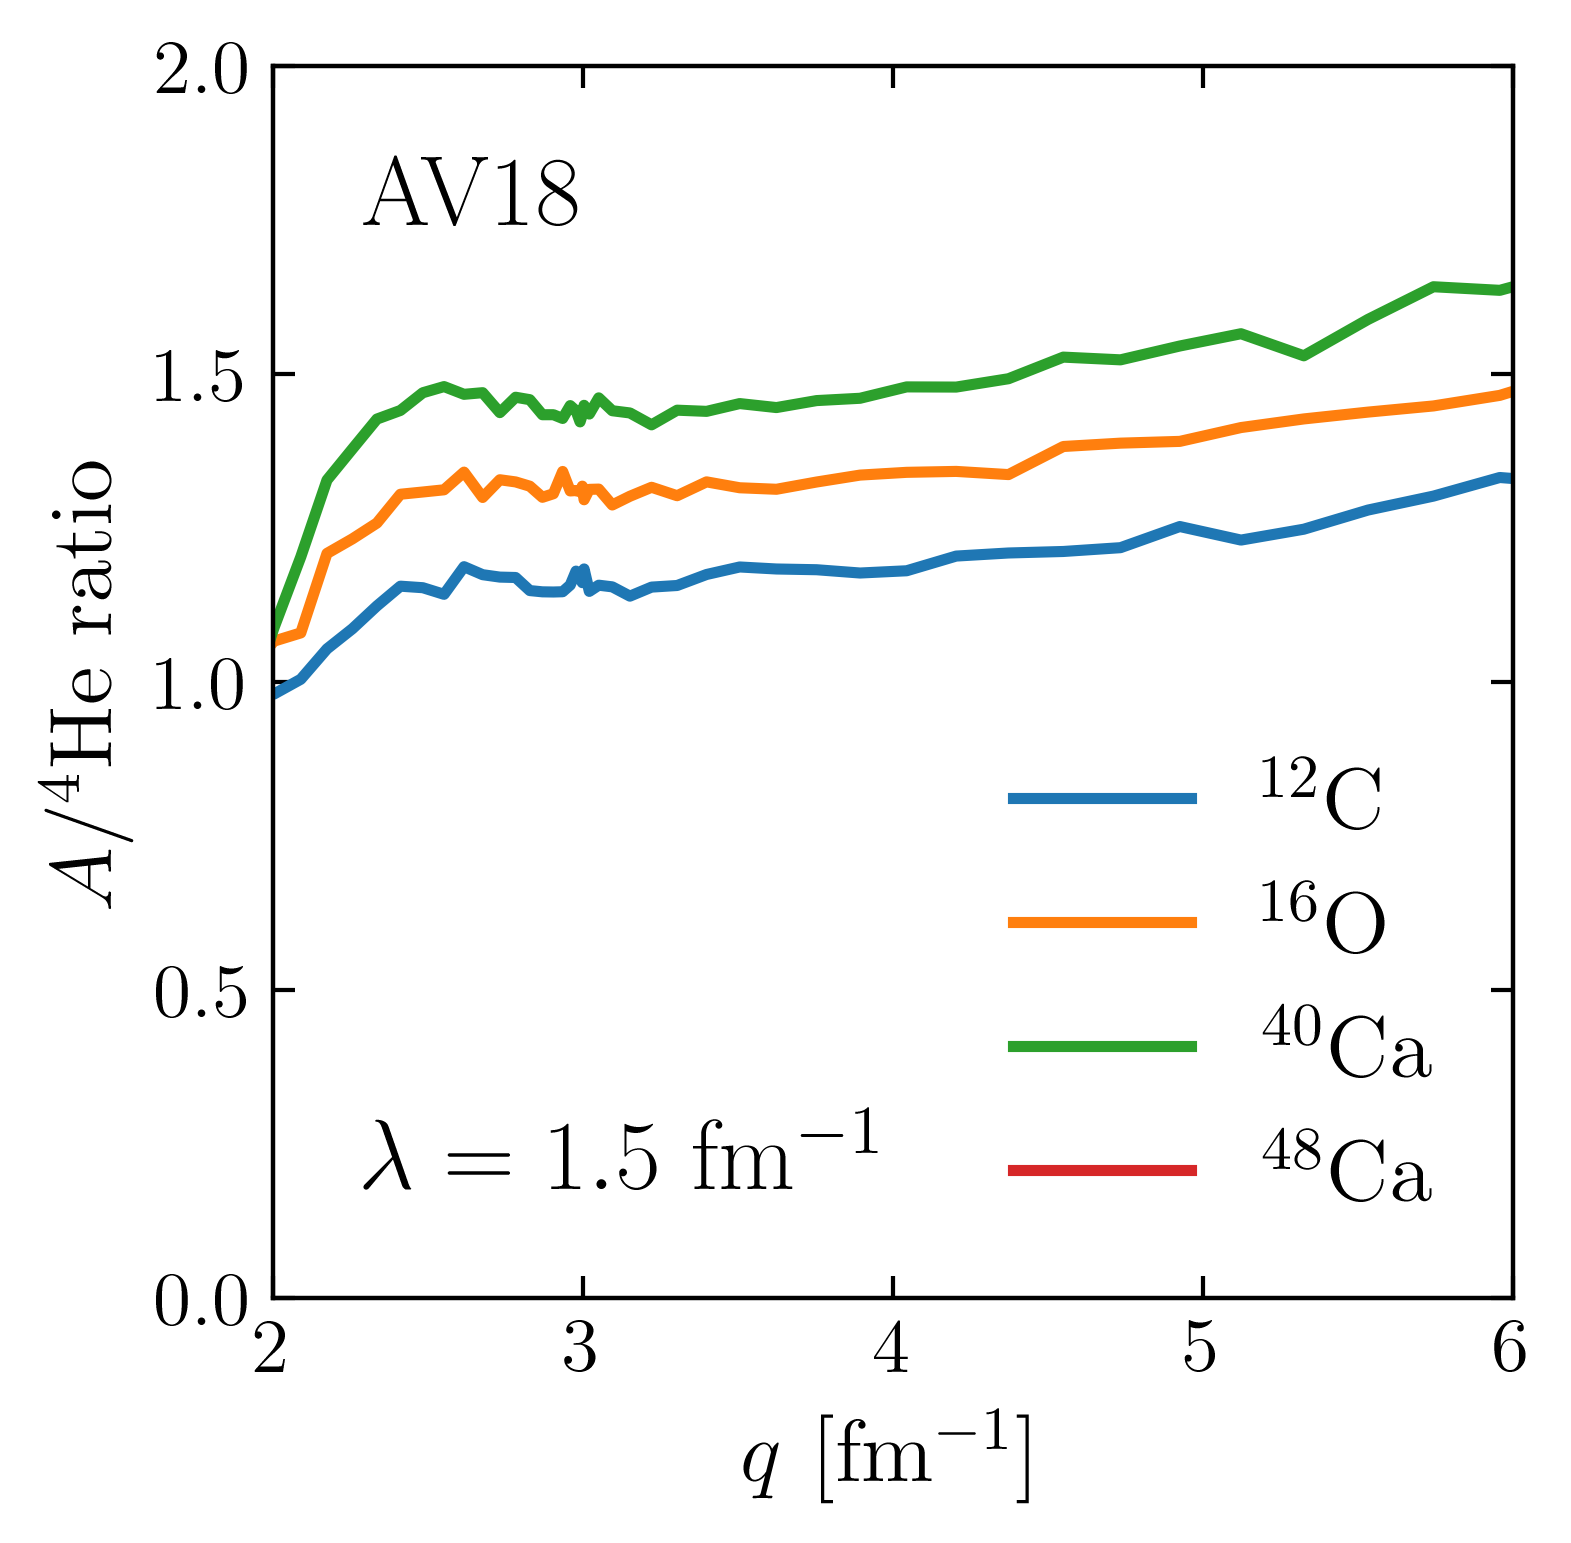 2.0
AV18
1.5
1.0
0.5
0.0
A/⁴He ratio
¹²C
¹⁶O
⁴⁰Ca
⁴⁸Ca
λ = 1.5 fm⁻¹
2 3 4 5 6
q [fm⁻¹]